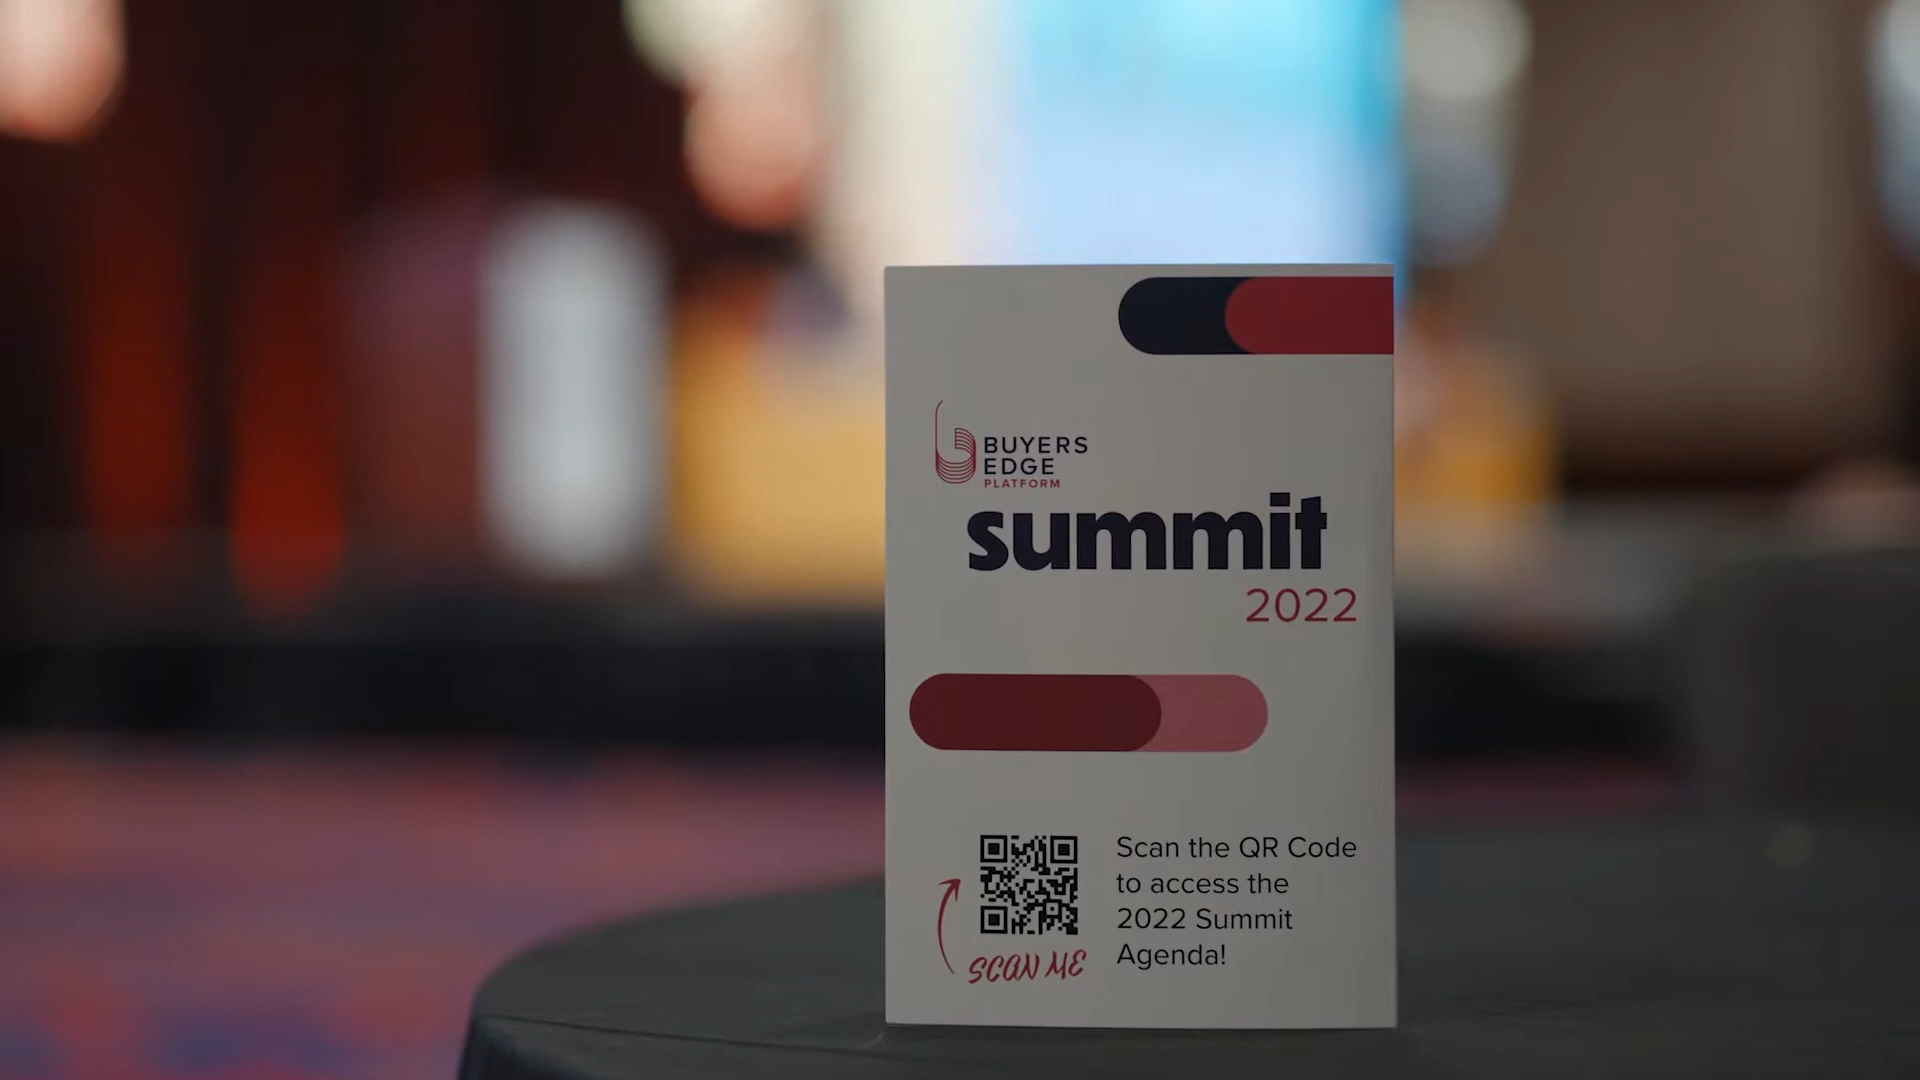 BUYERS
EDGE
PLATFORM
summit
2022
Scan the QR Code
to access the
2022 Summit
Agenda!
SCAN ME